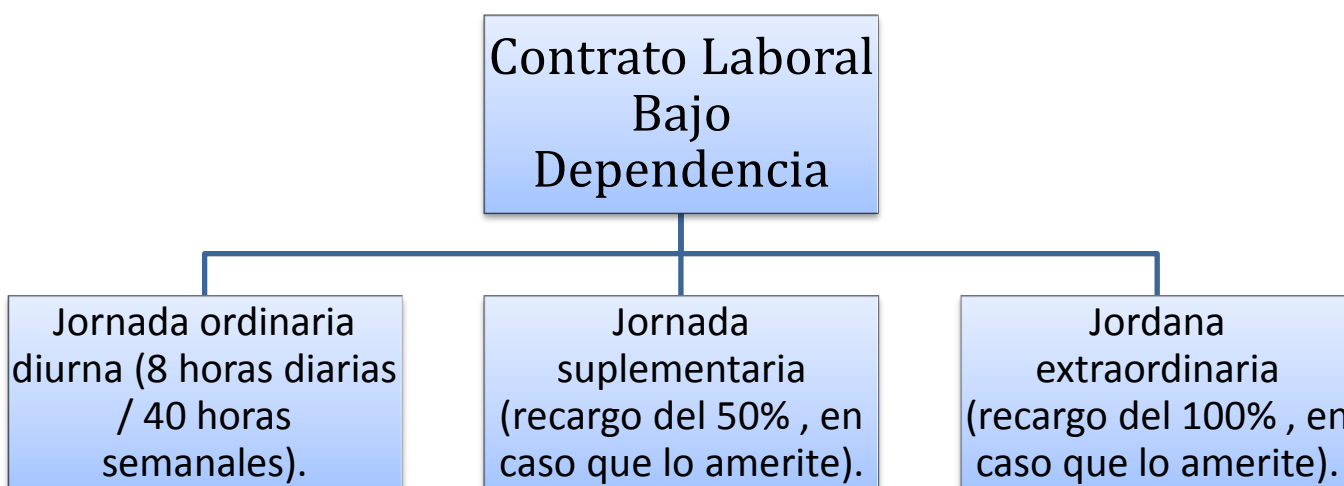 Contrato Laboral
Bajo
Dependencia
Jornada ordinaria
diurna (8 horas diarias
/ 40 horas
semanales).
Jornada
suplementaria
(recargo del 50% , en
caso que lo amerite).
Jordana
extraordinaria
(recargo del 100% , en
caso que lo amerite).